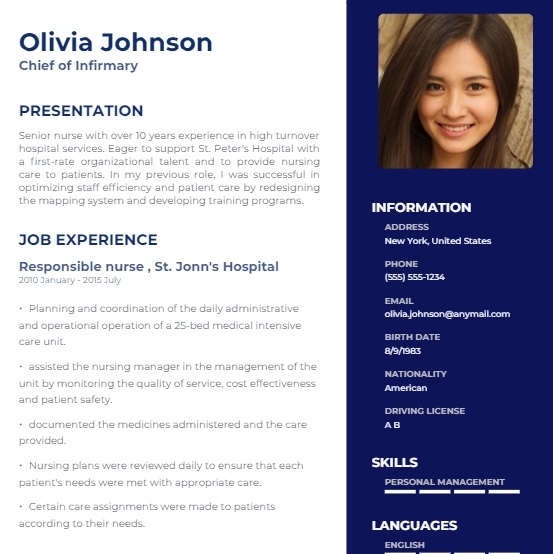 Olivia Johnson
Chief of Infirmary
PRESENTATION
Senior nurse with over 10 years experience in high turnover
hospital services. Eager to support St. Peter's Hospital with
a first-rate organizational talent and to provide nursing
care to patients. In my previous role, I was successful in
optimizing staff efficiency and patient care by redesigning
the mapping system and developing training programs.
JOB EXPERIENCE
Responsible nurse , St. Jonn's Hospital
2010 January - 2015 July
· Planning and coordination of the daily administrative
and operational operation of a 25-bed medical intensive
care unit.
· assisted the nursing manager in the management of the
unit by monitoring the quality of service, cost effectiveness
and patient safety.
· documented the medicines administered and the care
provided.
· Nursing plans were reviewed daily to ensure that each
patient's needs were met with appropriate care.
· Certain care assignments were made to patients
according to their needs.
INFORMATION
ADDRESS
New York, United States
PHONE
(555) 555-1234
EMAIL
olivia.johnson@anymail.com
BIRTH DATE
8/9/1983
NATIONALITY
American
DRIVING LICENSE
A B
SKILLS
PERSONAL MANAGEMENT
LANGUAGES
ENGLISH